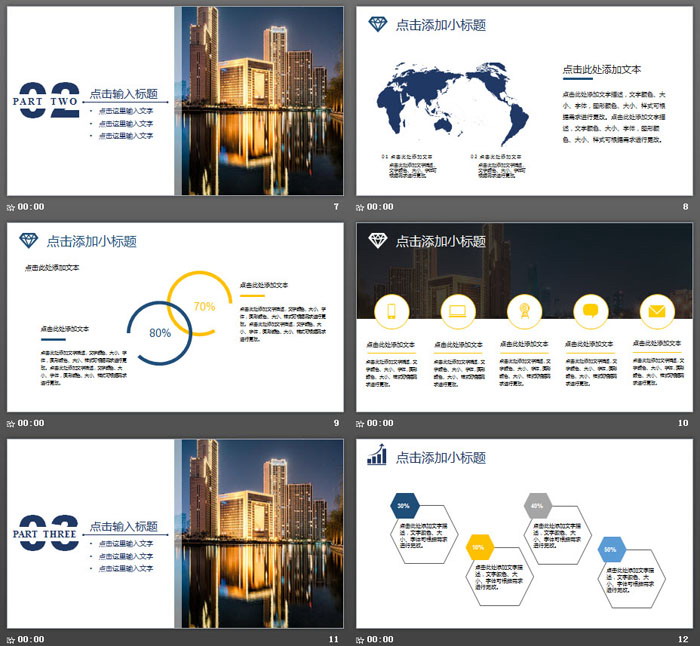 02
PART TWO
点击输入标题
• 点击这里输入文字
• 点击这里输入文字
• 点击这里输入文字
00:00
7
点击添加小标题
点击此处添加文本
点击此处添加文字描述，文字颜色、大
小、字体，图形颜色、大小、样式可根
据需求进行更改。点击此处添加文字描
述，文字颜色、大小、字体，图形颜
色、大小、样式可根据需求进行更改。
01 点击此处添加文本
点击此处添加文字描述，
文字颜色、大小、字体可
根据需求进行更改。
02 点击此处添加文本
点击此处添加文字描述，
文字颜色、大小、字体可
根据需求进行更改。
00:00
8
点击添加小标题
点击此处添加文本
70%
80%
点击此处添加文本
点击此处添加文字描述，文字颜色、大小、字
体，图形颜色、大小、样式可根据需求进行更
改。点击此处添加文字描述，文字颜色、大
小、字体，图形颜色、大小、样式可根据需求
进行更改。
点击此处添加文本
点击此处添加文字描述，文字颜色、大小、字
体，图形颜色、大小、样式可根据需求进行更
改。点击此处添加文字描述，文字颜色、大
小、字体，图形颜色、大小、样式可根据需求
进行更改。
00:00
9
点击添加小标题
点击此处添加文本
点击此处添加文字描述，文
字颜色、大小、字体，图形
颜色、大小、样式可根据需
求进行更改。
点击此处添加文本
点击此处添加文字描述，文
字颜色、大小、字体，图形
颜色、大小、样式可根据需
求进行更改。
点击此处添加文本
点击此处添加文字描述，文
字颜色、大小、字体，图形
颜色、大小、样式可根据需
求进行更改。
点击此处添加文本
点击此处添加文字描述，文
字颜色、大小、字体，图形
颜色、大小、样式可根据需
求进行更改。
点击此处添加文本
点击此处添加文字描述，文
字颜色、大小、字体，图形
颜色、大小、样式可根据需
求进行更改。
00:00
10
03
PART THREE
点击输入标题
• 点击这里输入文字
• 点击这里输入文字
• 点击这里输入文字
00:00
11
点击添加小标题
30%
点击此处添加文字描
述，文字颜色、大
小、字体可根据需求
进行更改。
40%
点击此处添加文字描
述，文字颜色、大
小、字体可根据需求
进行更改。
点击此处添加文字描
述，文字颜色、大
小、字体可根据需求
进行更改。
点击此处添加文字描
述，文字颜色、大
小、字体可根据需求
进行更改。
00:00
12